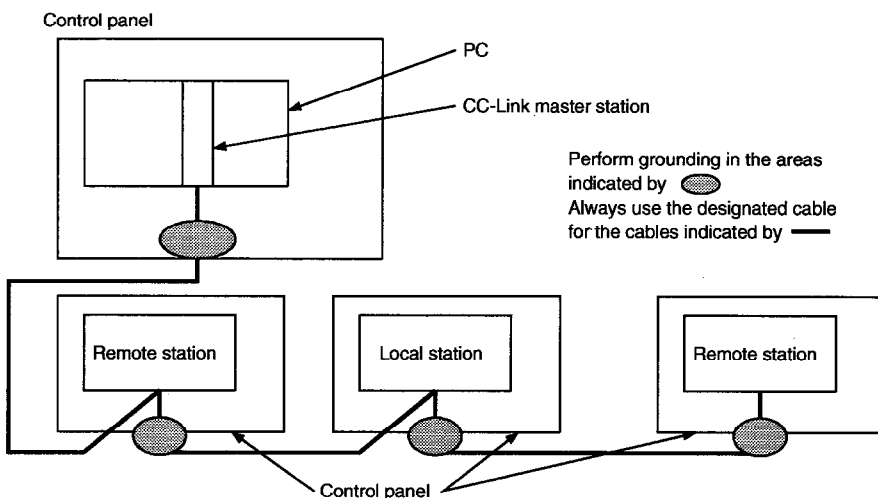 Control panel
PC
CC-Link master station
Perform grounding in the areas
indicated by
Always use the designated cable
for the cables indicated by
Remote station
Local station
Remote station
Control panel